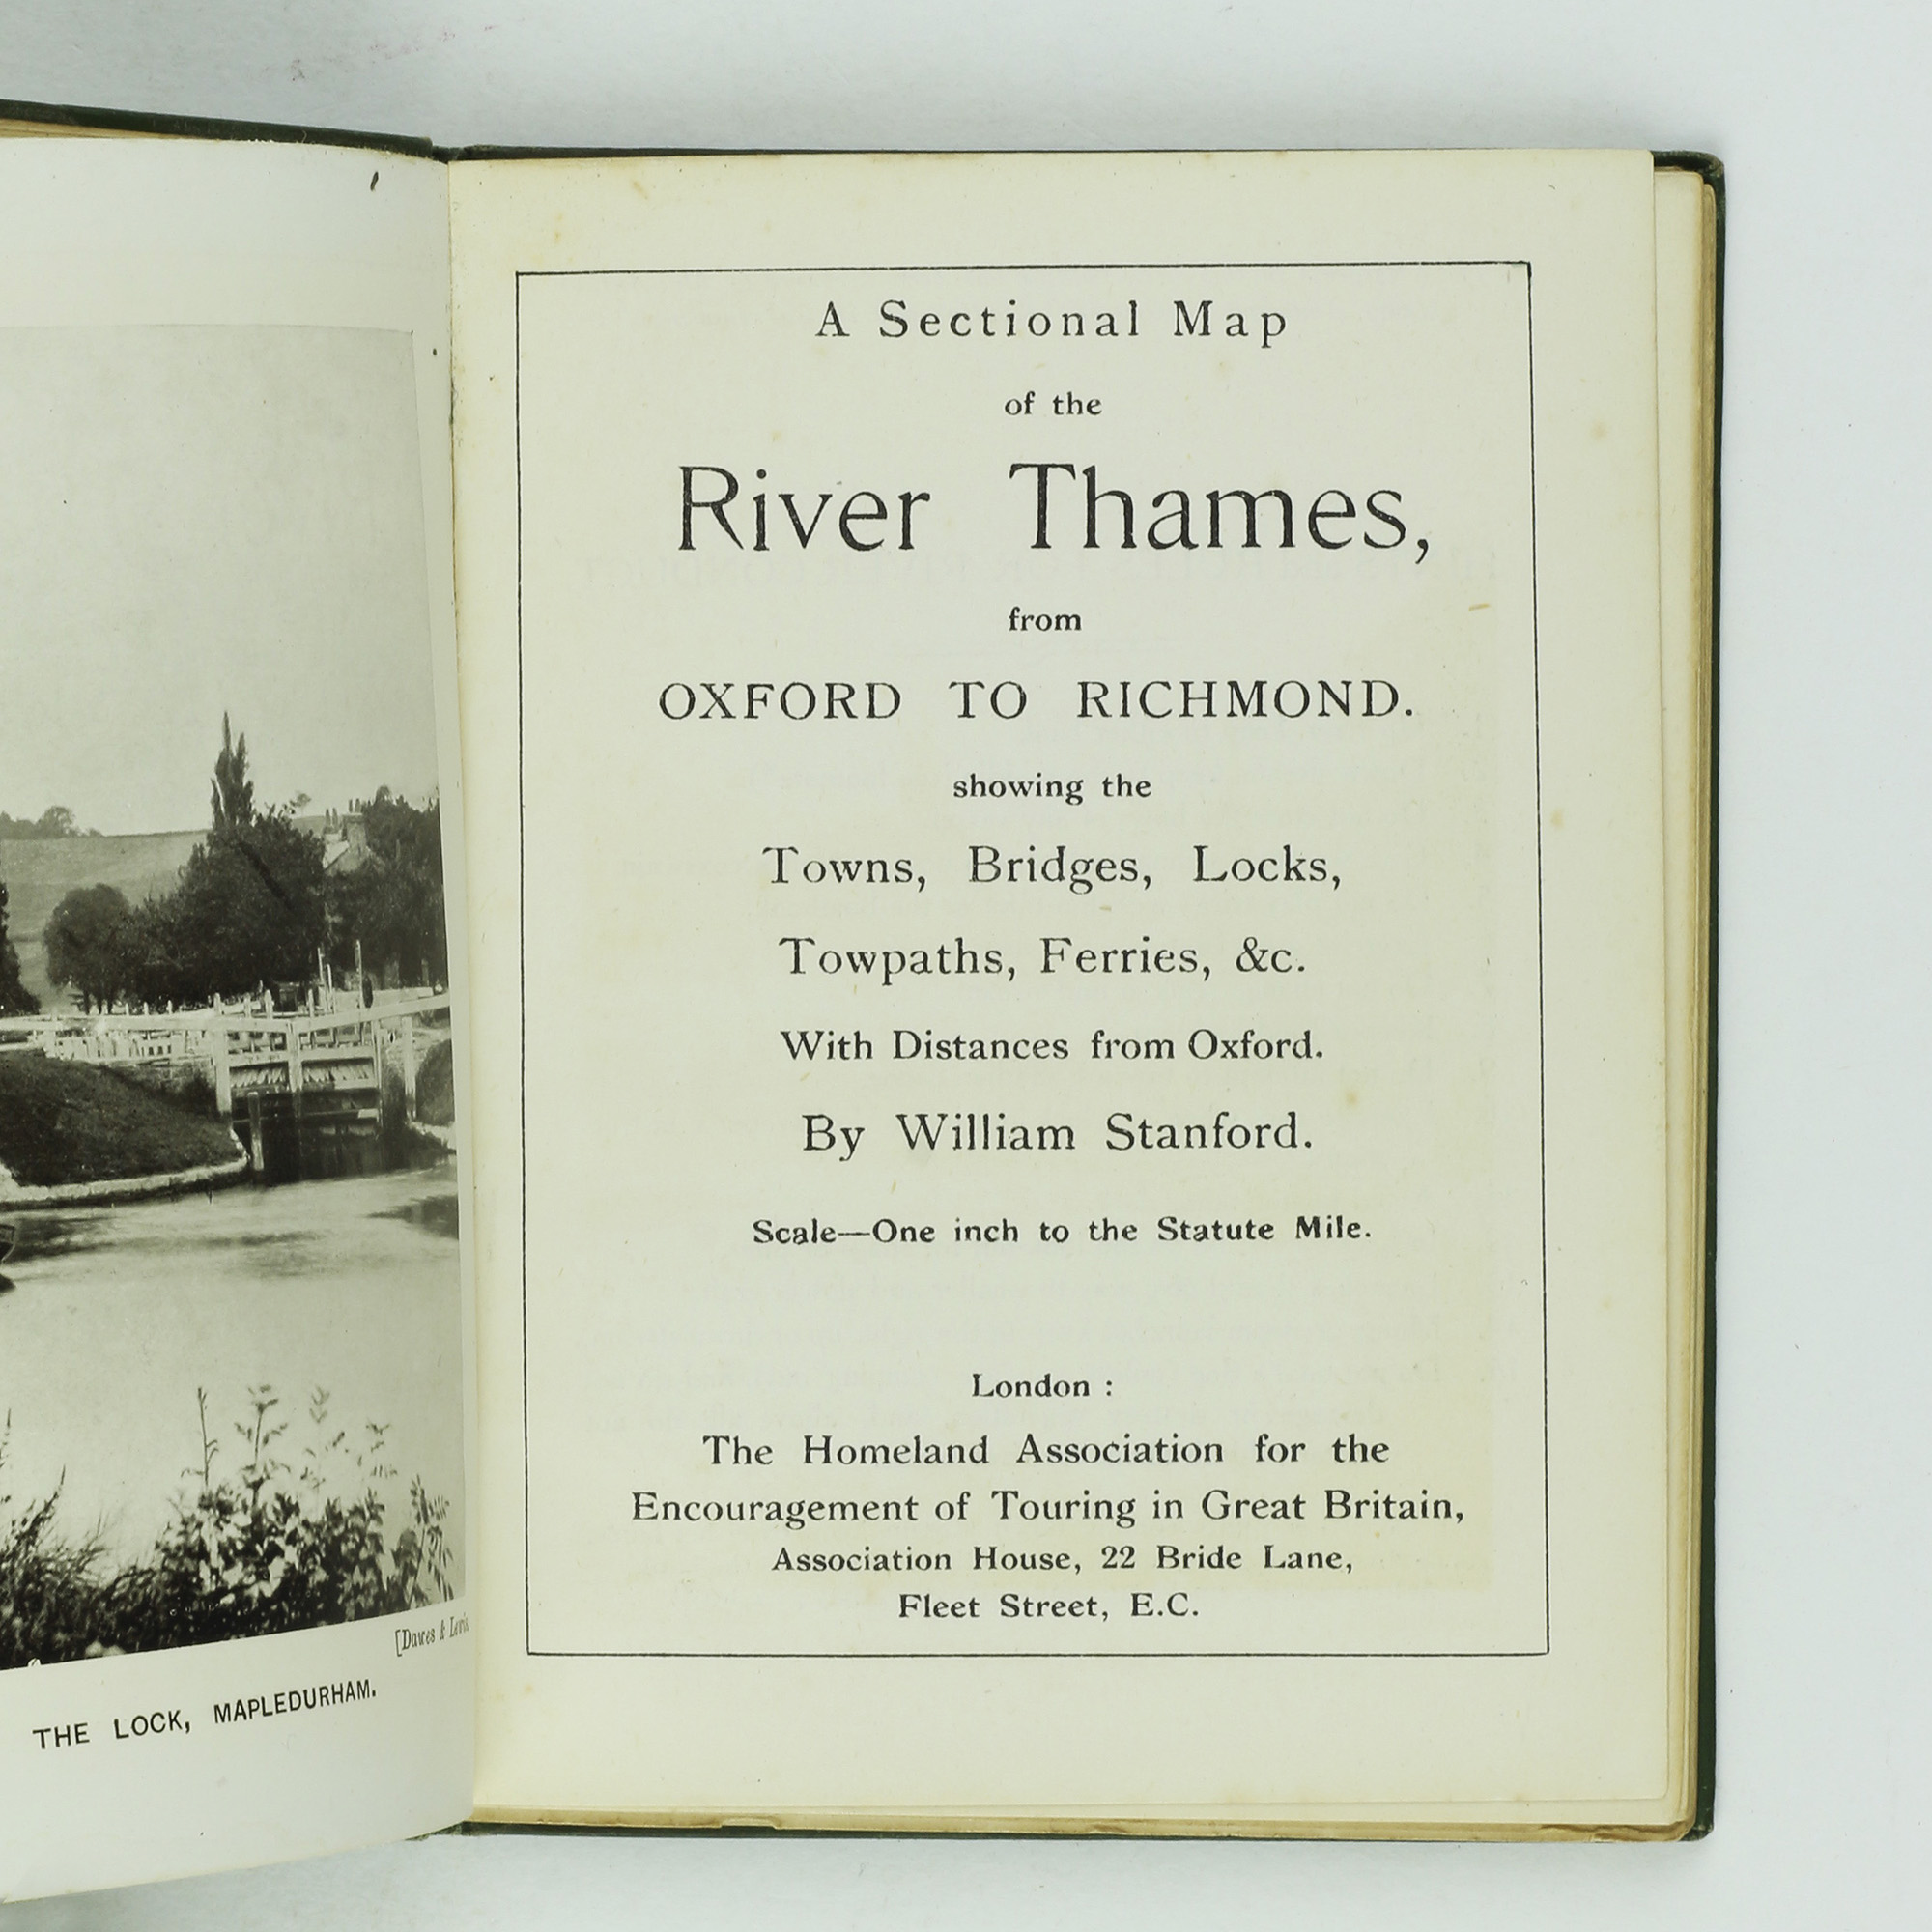 [Dawes &
THE LOCK, MAPLEDURHAM.
A Sectional Map
of the
River Thames,
from
OXFORD TO RICHMOND.
showing the
Towns, Bridges, Locks,
Towpaths, Ferries, &c.
With Distances from Oxford.
By William Stanford.
Scale—One inch to the Statute Mile.
London :
The Homeland Association for the
Encouragement of Touring in Great Britain,
Association House, 22 Bride Lane,
Fleet Street, E.C.